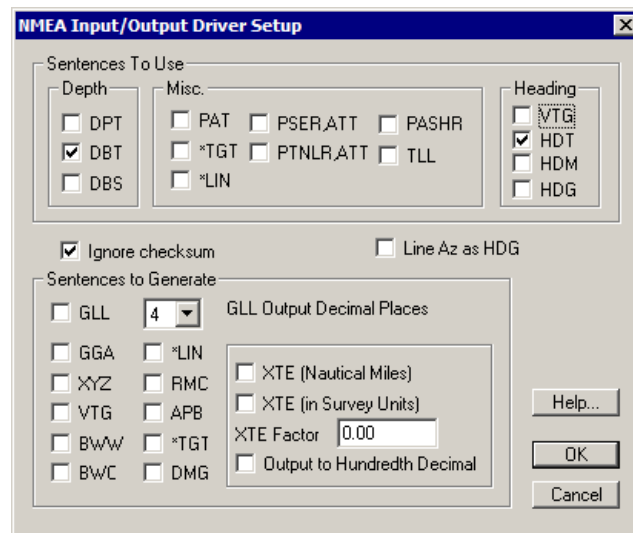 NMEA Input/Output Driver Setup
Sentences To Use
Depth
DPT
DBT
DBS
Misc.
PAT PSER,ATT PASHR
*TGT PTNLR,ATT TLL
*LIN
Heading
VTG
HDT
HDM
HDG
Ignore checksum
Line Az as HDG
Sentences to Generate
GLL 4 GLL Output Decimal Places
GGA *LIN
XYZ RMC
VTG APB
BWW *TGT
BWC DMG
XTE (Nautical Miles)
XTE (in Survey Units)
XTE Factor 0.00
Output to Hundredth Decimal
Help...
OK
Cancel